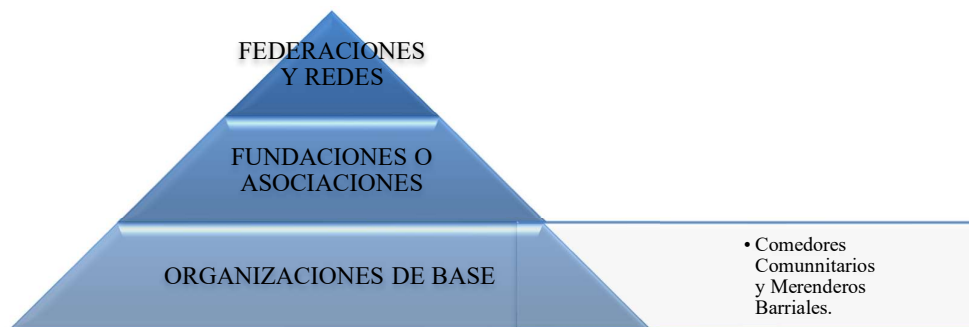 FEDERACIONES
Y REDES
FUNDACIONES O
ASOCIACIONES
ORGANIZACIONES DE BASE
• Comedores
Comunnitarios
y Merenderos
Barriales.